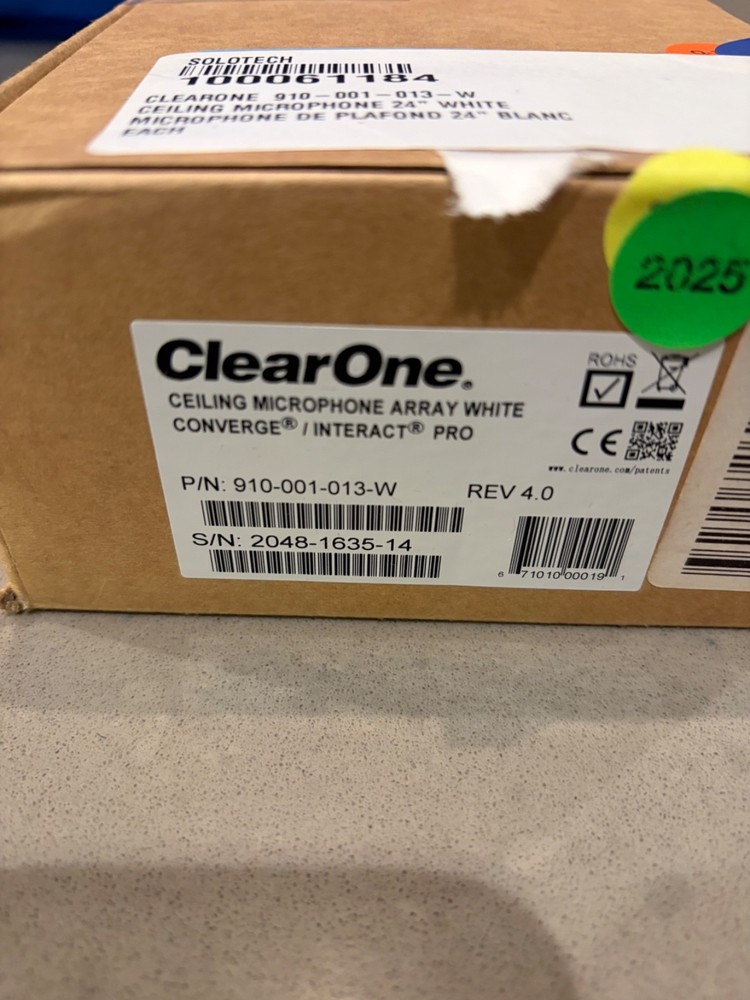 SOLOTECH
100061184
CLEARONE 910-001-013-W
CEILING MICROPHONE 24" WHITE
MICROPHONE DE PLAFOND 24" BLANC
EACH
2025
ClearOne®
CEILING MICROPHONE ARRAY WHITE
CONVERGE® / INTERACT® PRO
ROHS
CE
www.clearone.com/patents
P/N: 910-001-013-W
REV 4.0
S/N: 2048-1635-14
6 71010 00019 1